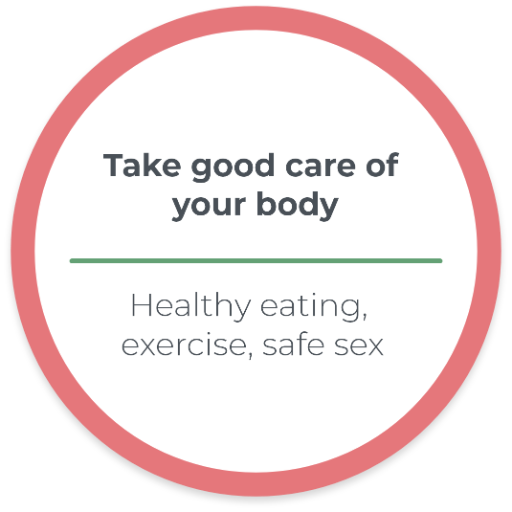 Take good care of
your body
Healthy eating,
exercise, safe sex